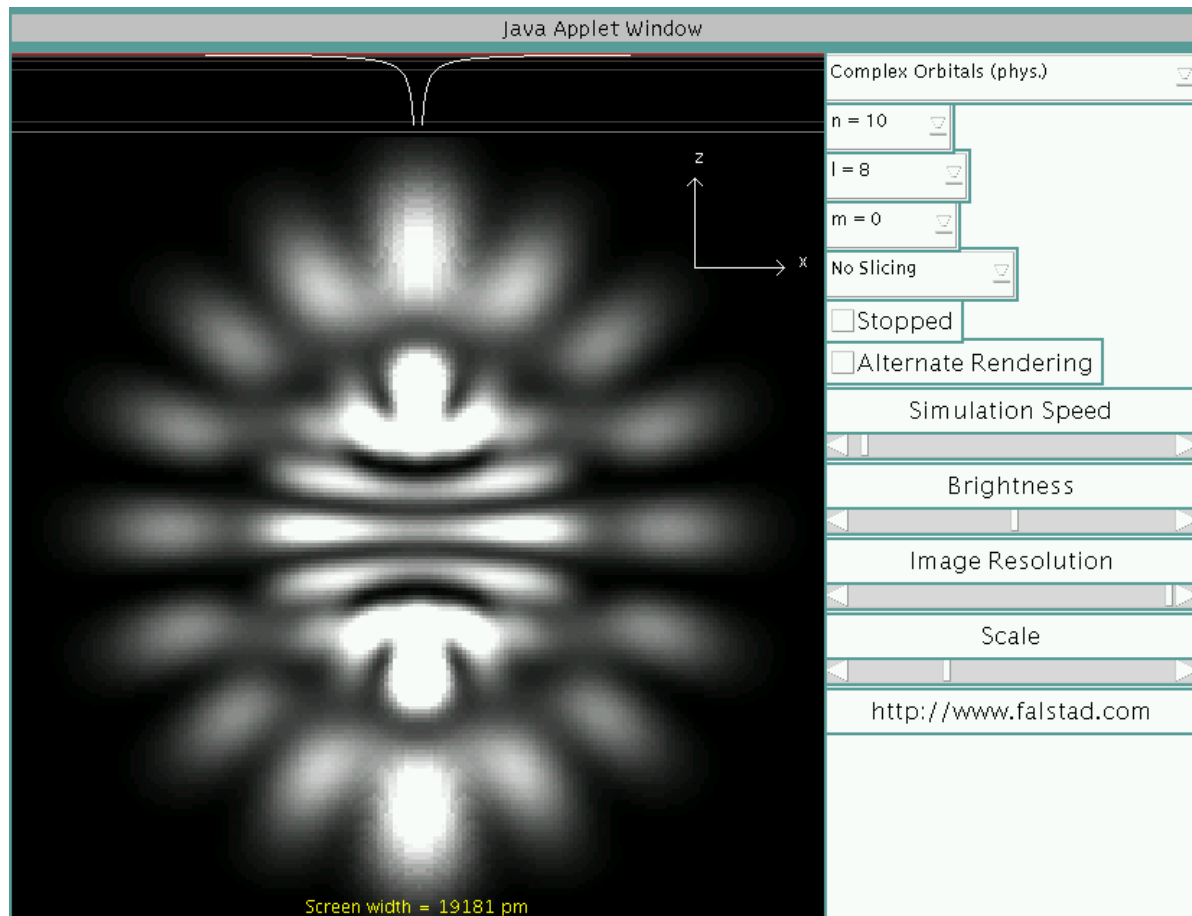 Java Applet Window
Complex Orbitals (phys.)
n = 10
l = 8
m = 0
No Slicing
Stopped
Alternate Rendering
Simulation Speed
Brightness
Image Resolution
Scale
http://www.falstad.com
z
x
Screen width = 19181 pm